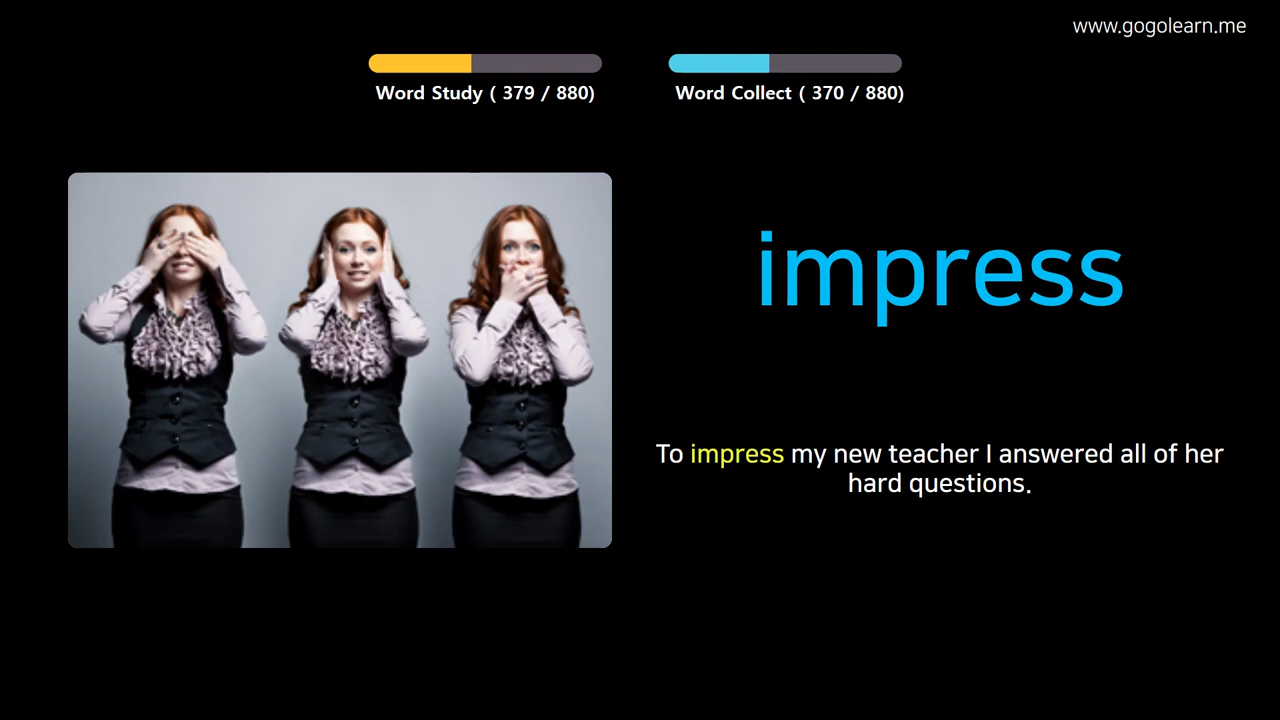 www.gogolearn.me
Word Study ( 379 / 880)
Word Collect ( 370 / 880)
impress
To impress my new teacher I answered all of her
hard questions.